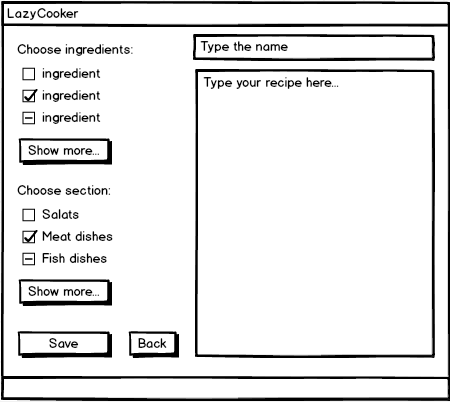 LazyCooker
Choose ingredients:
ingredient
ingredient
ingredient
Show more...
Choose section:
Salats
Meat dishes
Fish dishes
Show more...
Save
Back
Type the name
Type your recipe here...